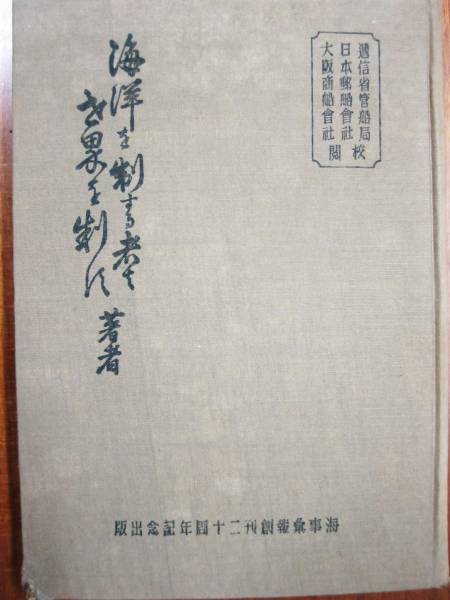 遞信省管船局
日本郵船會社
大阪商船會社
校閲
海洋を制する者は
世界を制す 著者
海事彙報創刊二十周年記念出版